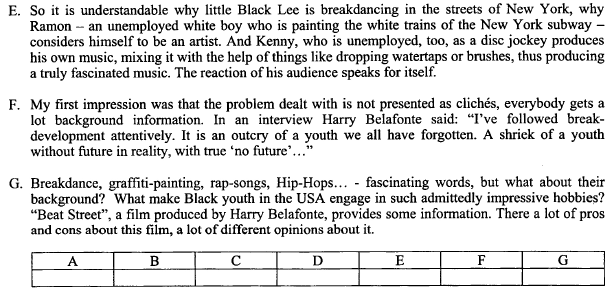 E. So it is understandable why little Black Lee is breakdancing in the streets of New York, why
Ramon – an unemployed white boy who is painting the white trains of the New York subway –
considers himself to be an artist. And Kenny, who is unemployed, too, as a disc jockey produces
his own music, mixing it with the help of things like dropping watertaps or brushes, thus producing
a truly fascinated music. The reaction of his audience speaks for itself.
F. My first impression was that the problem dealt with is not presented as clichés, everybody gets a
lot background information. In an interview Harry Belafonte said: “I've followed break-
development attentively. It is an outcry of a youth we all have forgotten. A shriek of a youth
without future in reality, with true ‘no future’…”
G. Breakdance, graffiti-painting, rap-songs, Hip-Hops… - fascinating words, but what about their
background? What make Black youth in the USA engage in such admittedly impressive hobbies?
“Beat Street”, a film produced by Harry Belafonte, provides some information. There a lot of pros
and cons about this film, a lot of different opinions about it.
A B C D E F G